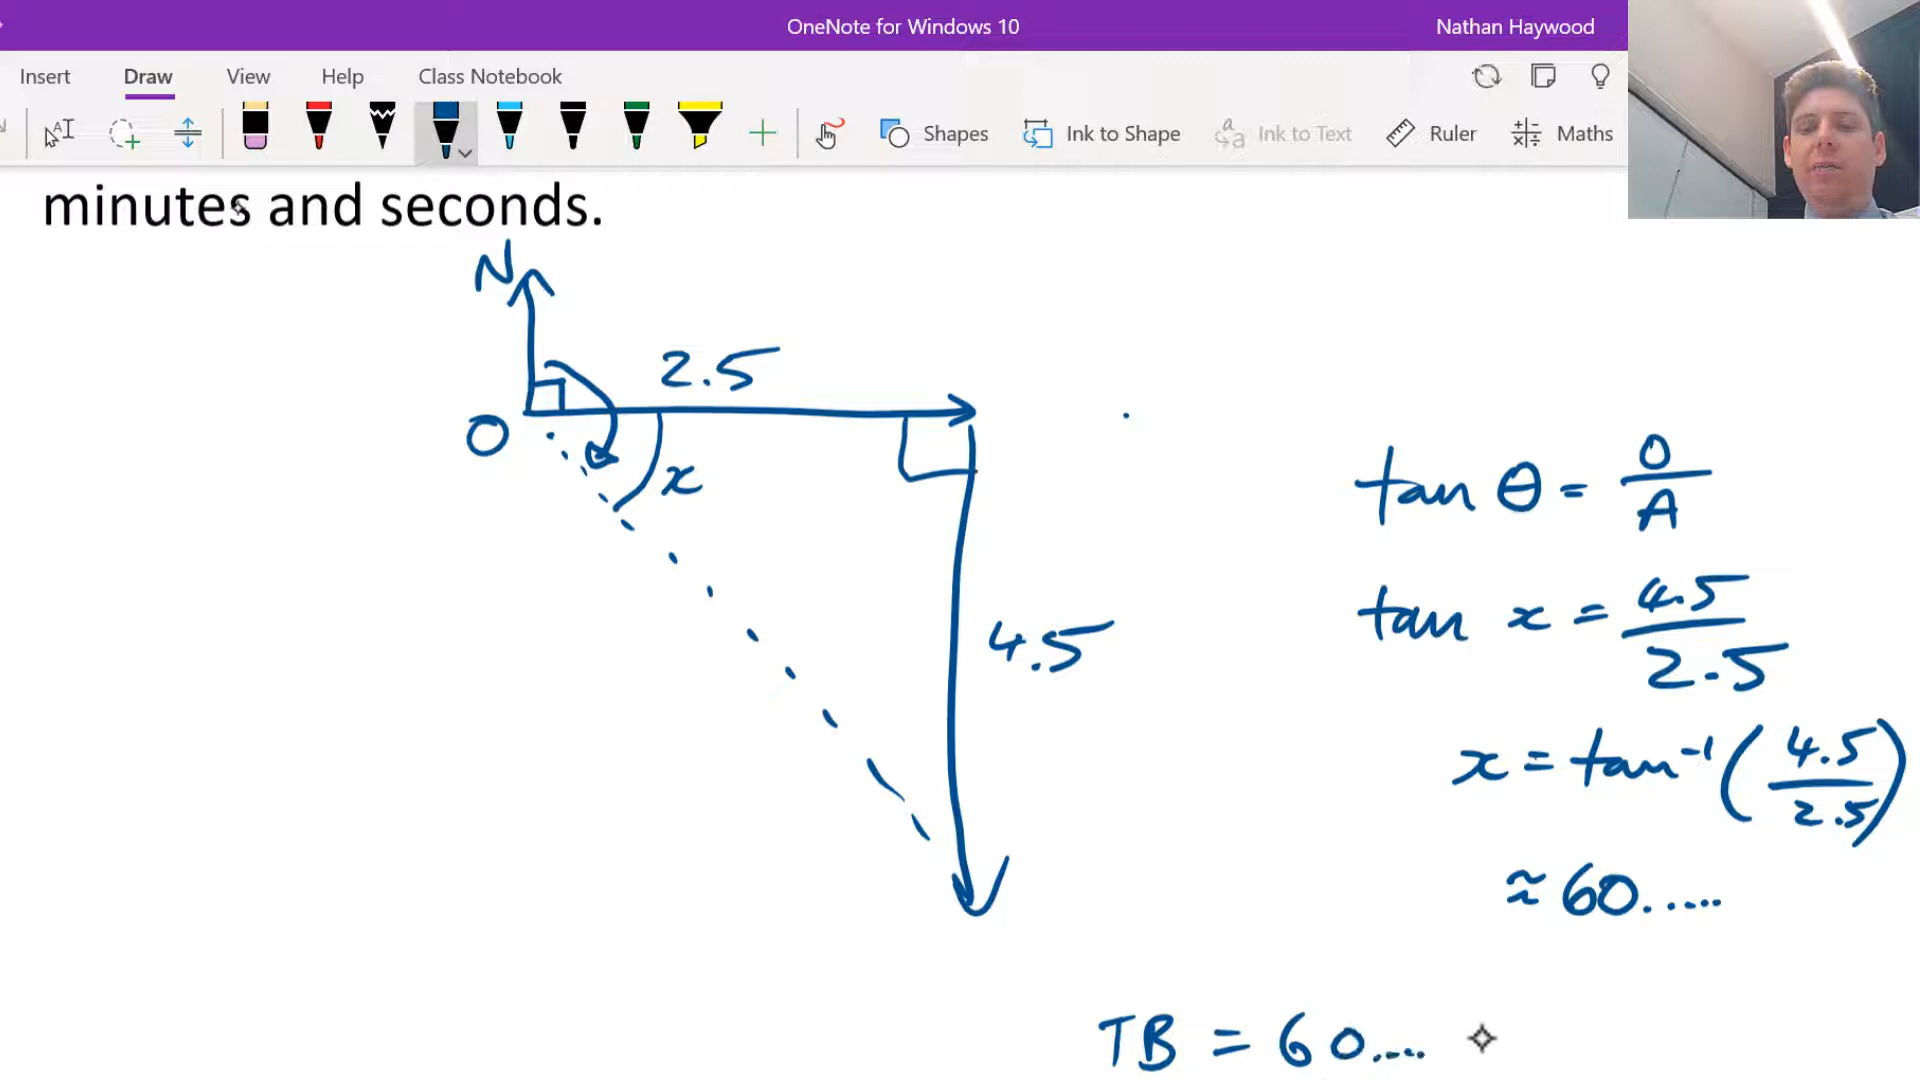 OneNote for Windows 10
Nathan Haywood
Insert Draw View Help Class Notebook
Shapes Ink to Shape Ink to Text Ruler Maths
minutes and seconds.
N
2.5
O
x
4.5
tan θ = O/A
tan x = 4.5/2.5
x = tan⁻¹(4.5/2.5)
≈ 60.....
TB = 60....